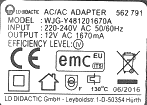 LD DIDACTIC AC/AC ADAPTER 562 791
MODEL: WJG-Y481201670A
INPUT : 220-240V AC 50/60Hz
OUTPUT : 12V AC 1670mA
Efficiency Level IV
emc EU
130°C
06/2016
LD DIDACTIC GmbH - Leyboldstr. 1-D-50354 Hürth